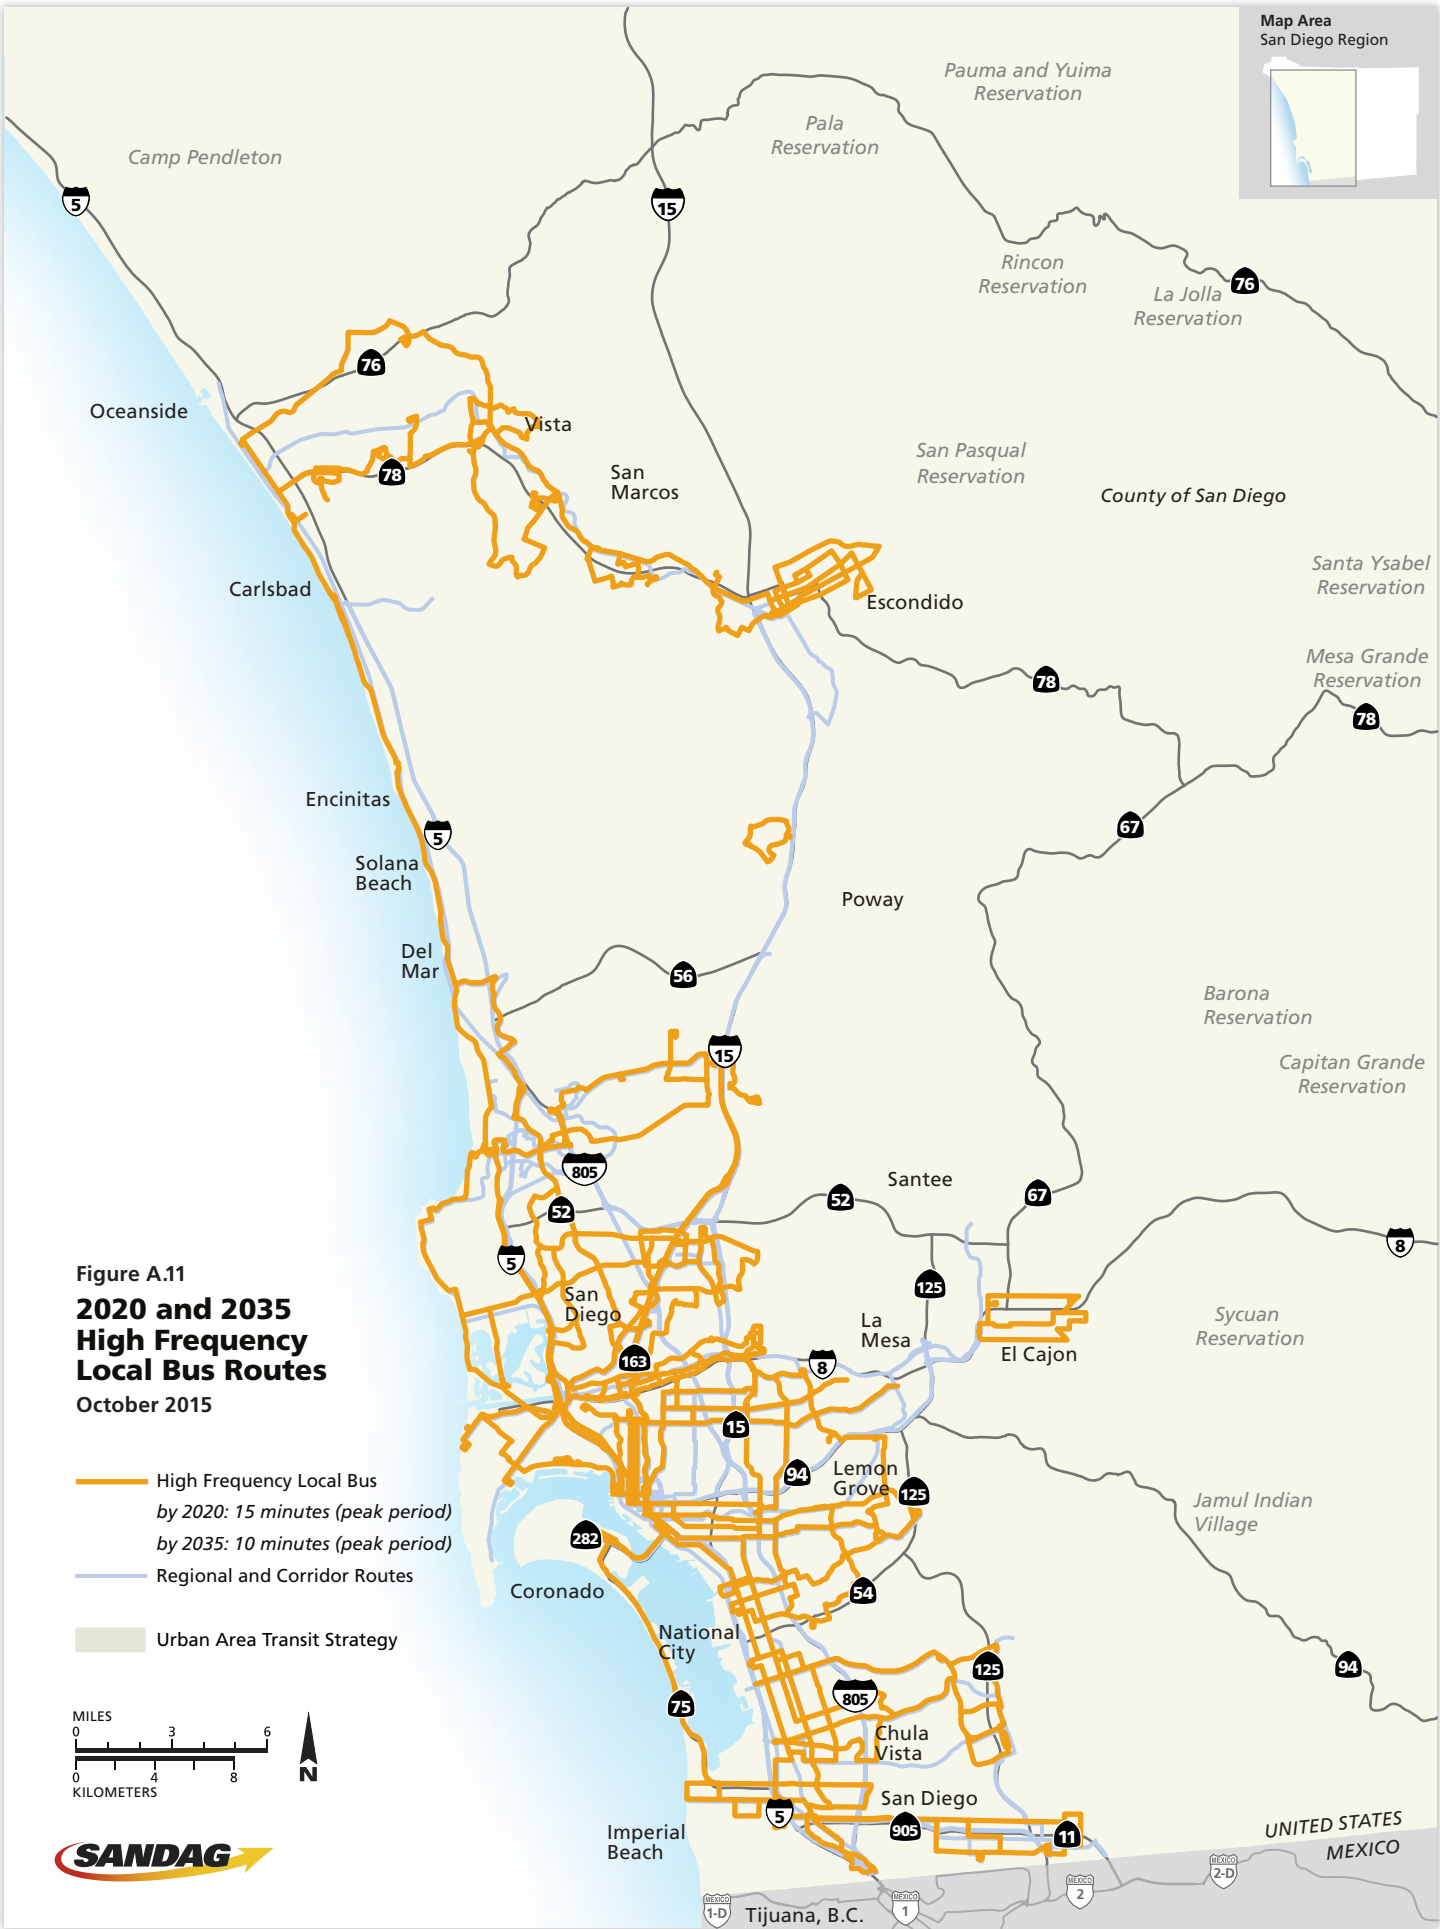 Map Area
San Diego Region
Pauma and Yuima
Reservation
Pala
Reservation
Camp Pendleton
5
15
Rincon
Reservation
76
La Jolla
Reservation
76
Oceanside
Vista
78
San
Marcos
San Pasqual
Reservation
County of San Diego
Santa Ysabel
Reservation
Carlsbad
Escondido
Mesa Grande
Reservation
78
78
Encinitas
5
67
Solana
Beach
Poway
Del
Mar
56
Barona
Reservation
15
Capitan Grande
Reservation
805
Santee
52
67
52
8
5
Figure A.11
2020 and 2035
High Frequency
Local Bus Routes
October 2015
San
Diego
125
La
Mesa
Sycuan
Reservation
163
8
El Cajon
15
High Frequency Local Bus
by 2020: 15 minutes (peak period)
by 2035: 10 minutes (peak period)
Regional and Corridor Routes
Urban Area Transit Strategy
94
Lemon
Grove
125
Jamul Indian
Village
282
Coronado
54
National
City
125
94
805
75
Chula
Vista
MILES
0 3 6
0 4 8
KILOMETERS
N
San Diego
5
905
11
Imperial
Beach
UNITED STATES
MEXICO
SANDAG
MEXICO
2-D
MEXICO
2
MEXICO
1-D
Tijuana, B.C.
MEXICO
1